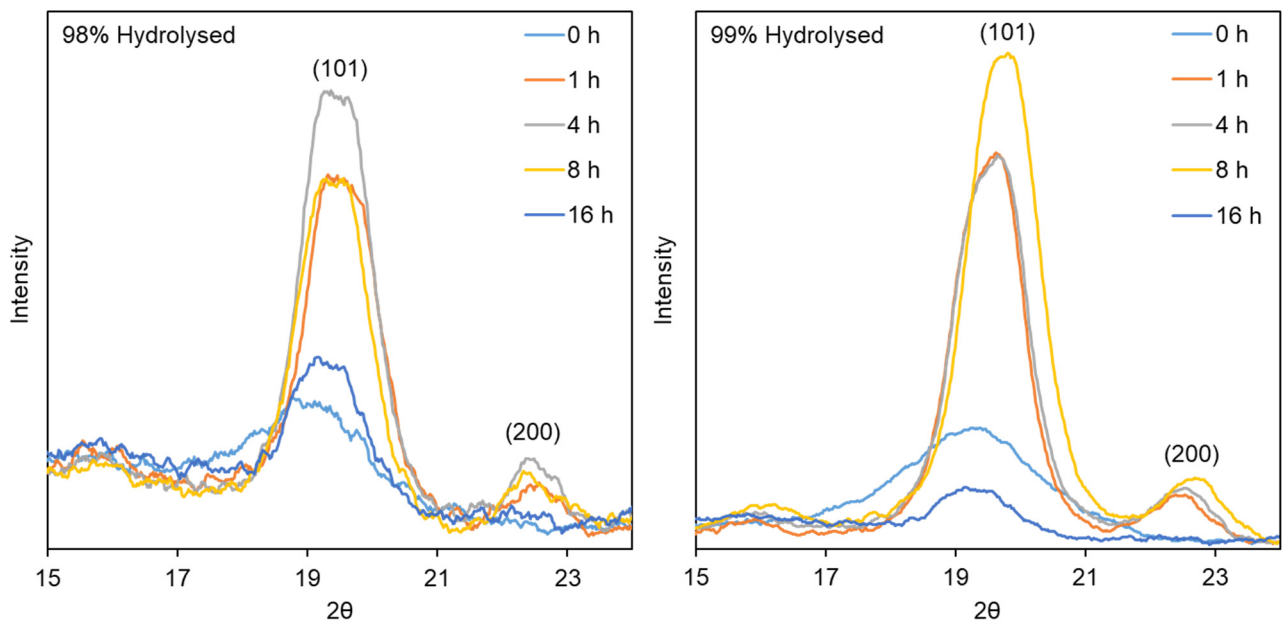 98% Hydrolysed
0 h
1 h
4 h
8 h
16 h
(101)
(200)
Intensity
15 17 19 21 23
2θ
99% Hydrolysed
0 h
1 h
4 h
8 h
16 h
(101)
(200)
Intensity
15 17 19 21 23
2θ